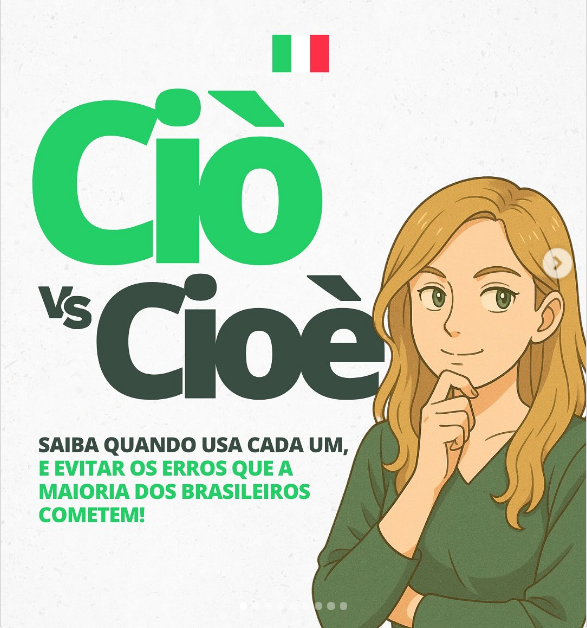 Ciò
vs Cioè
SAIBA QUANDO USA CADA UM,
E EVITAR OS ERROS QUE A
MAIORIA DOS BRASILEIROS
COMETEM!